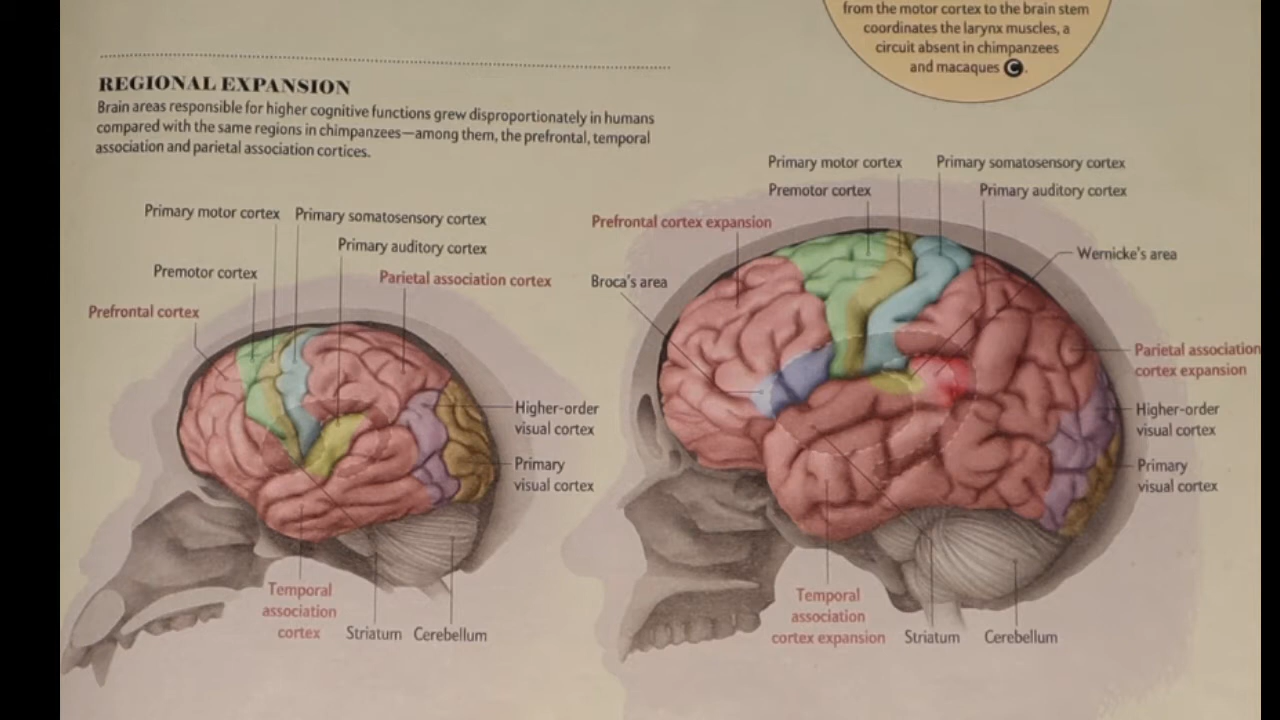 from the motor cortex to the brain stem
coordinates the larynx muscles, a
circuit absent in chimpanzees
and macaques C.
REGIONAL EXPANSION
Brain areas responsible for higher cognitive functions grew disproportionately in humans
compared with the same regions in chimpanzees—among them, the prefrontal, temporal
association and parietal association cortices.
Primary motor cortex
Primary somatosensory cortex
Primary auditory cortex
Premotor cortex
Parietal association cortex
Prefrontal cortex
Higher-order
visual cortex
Primary
visual cortex
Temporal
association
cortex
Striatum
Cerebellum
Primary motor cortex
Primary somatosensory cortex
Premotor cortex
Primary auditory cortex
Prefrontal cortex expansion
Wernicke's area
Broca's area
Parietal association
cortex expansion
Higher-order
visual cortex
Primary
visual cortex
Temporal
association
cortex expansion
Striatum
Cerebellum